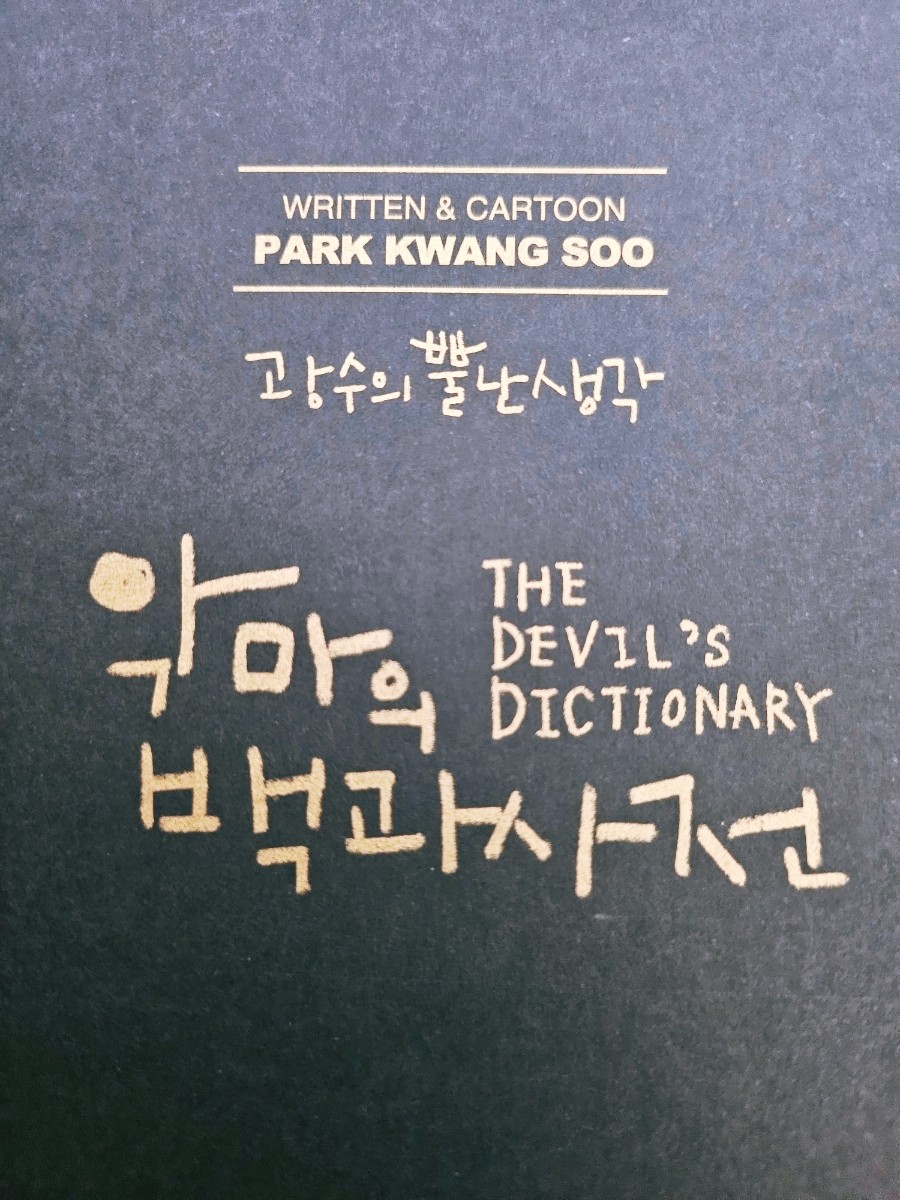 WRITTEN & CARTOON
PARK KWANG SOO
광수의 뿔난생각
악마의
THE
DEVIL'S
DICTIONARY
백과사전